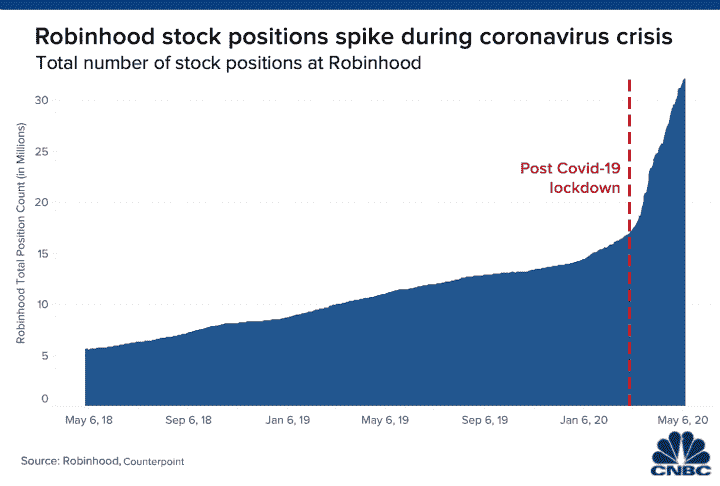 Robinhood stock positions spike during coronavirus crisis
Total number of stock positions at Robinhood
Robinhood Total Position Count (in Millions)
30
25
20
15
10
5
0
Post Covid-19
lockdown
May 6, 18
Sep 6, 18
Jan 6, 19
May 6, 19
Sep 6, 19
Jan 6, 20
May 6, 20
Source: Robinhood, Counterpoint
CNBC